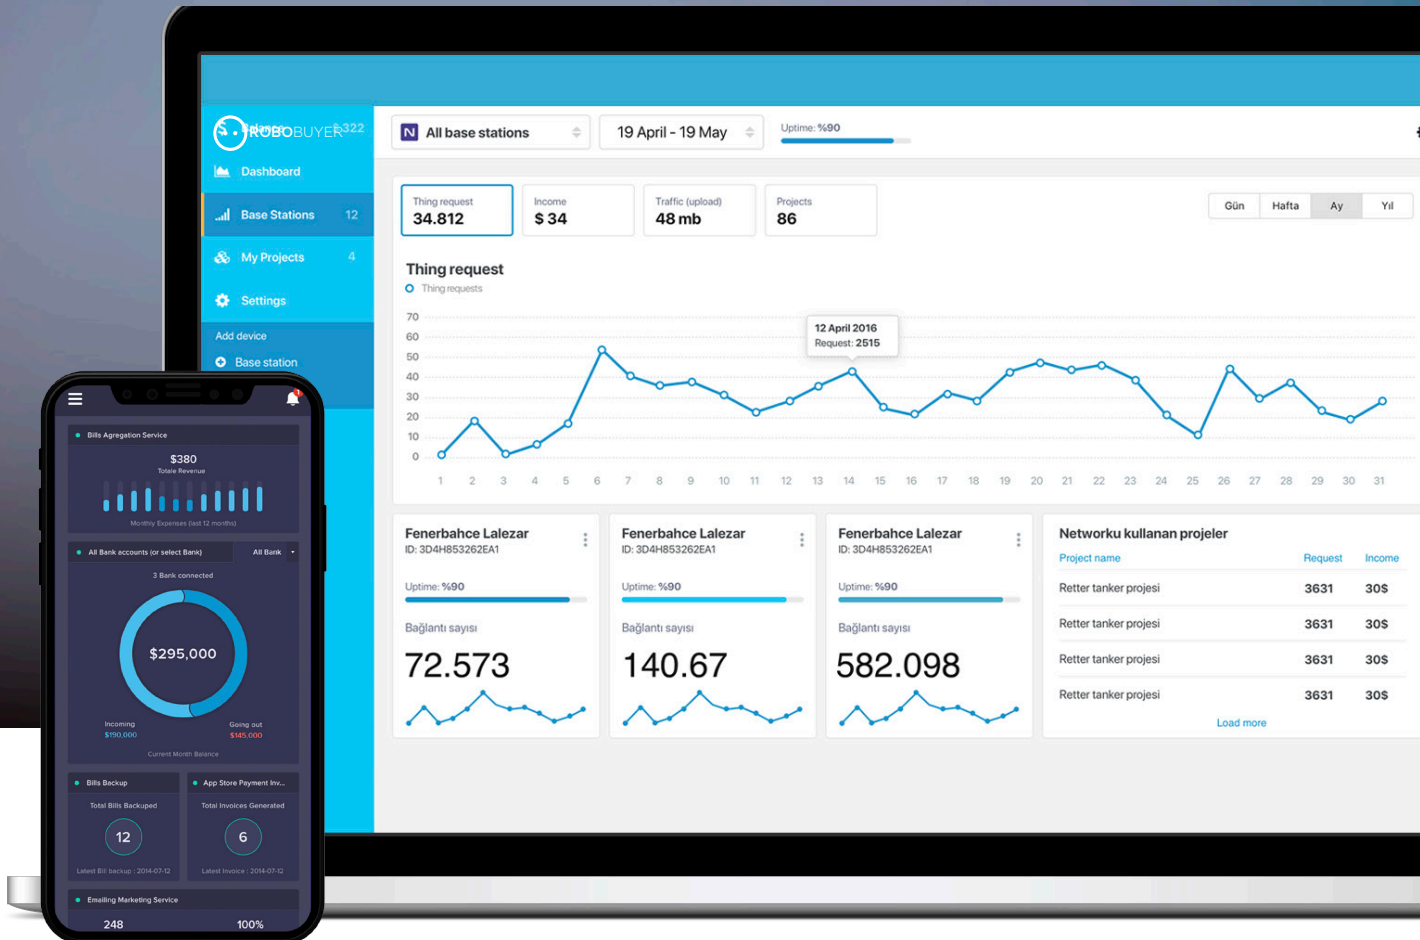 Balance $322
ROBOBUYER
Dashboard
Base Stations 12
My Projects 4
Settings
Add device
Base station
N All base stations
19 April - 19 May
Uptime: %90
Thing request
34.812
Income
$ 34
Traffic (upload)
48 mb
Projects
86
Gün Hafta Ay Yıl
Thing request
Thing requests
70
60
50
40
30
20
10
0
12 April 2016
Request: 2515
1 2 3 4 5 6 7 8 9 10 11 12 13 14 15 16 17 18 19 20 21 22 23 24 25 26 27 28 29 30 31
Fenerbahce Lalezar
ID: 3D4H853262EA1
Uptime: %90
Bağlantı sayısı
72.573
Fenerbahce Lalezar
ID: 3D4H853262EA1
Uptime: %90
Bağlantı sayısı
140.67
Fenerbahce Lalezar
ID: 3D4H853262EA1
Uptime: %90
Bağlantı sayısı
582.098
Networku kullanan projeler
Project name Request Income
Retter tanker projesi 3631 30$
Retter tanker projesi 3631 30$
Retter tanker projesi 3631 30$
Retter tanker projesi 3631 30$
Load more
1
Bills Agregation Service
$380
Totale Revenue
Monthly Expenses (last 12 months)
All Bank accounts (or select Bank) All Bank
3 Bank connected
$295,000
Incoming Going out
$190,000 $145,000
Current Month Balance
Bills Backup
Total Bills Backuped
12
Latest Bill backup : 2014-07-12
App Store Payment Inv...
Total Invoices Generated
6
Latest Invoice : 2014-07-12
Emailing Marketing Service
248 100%